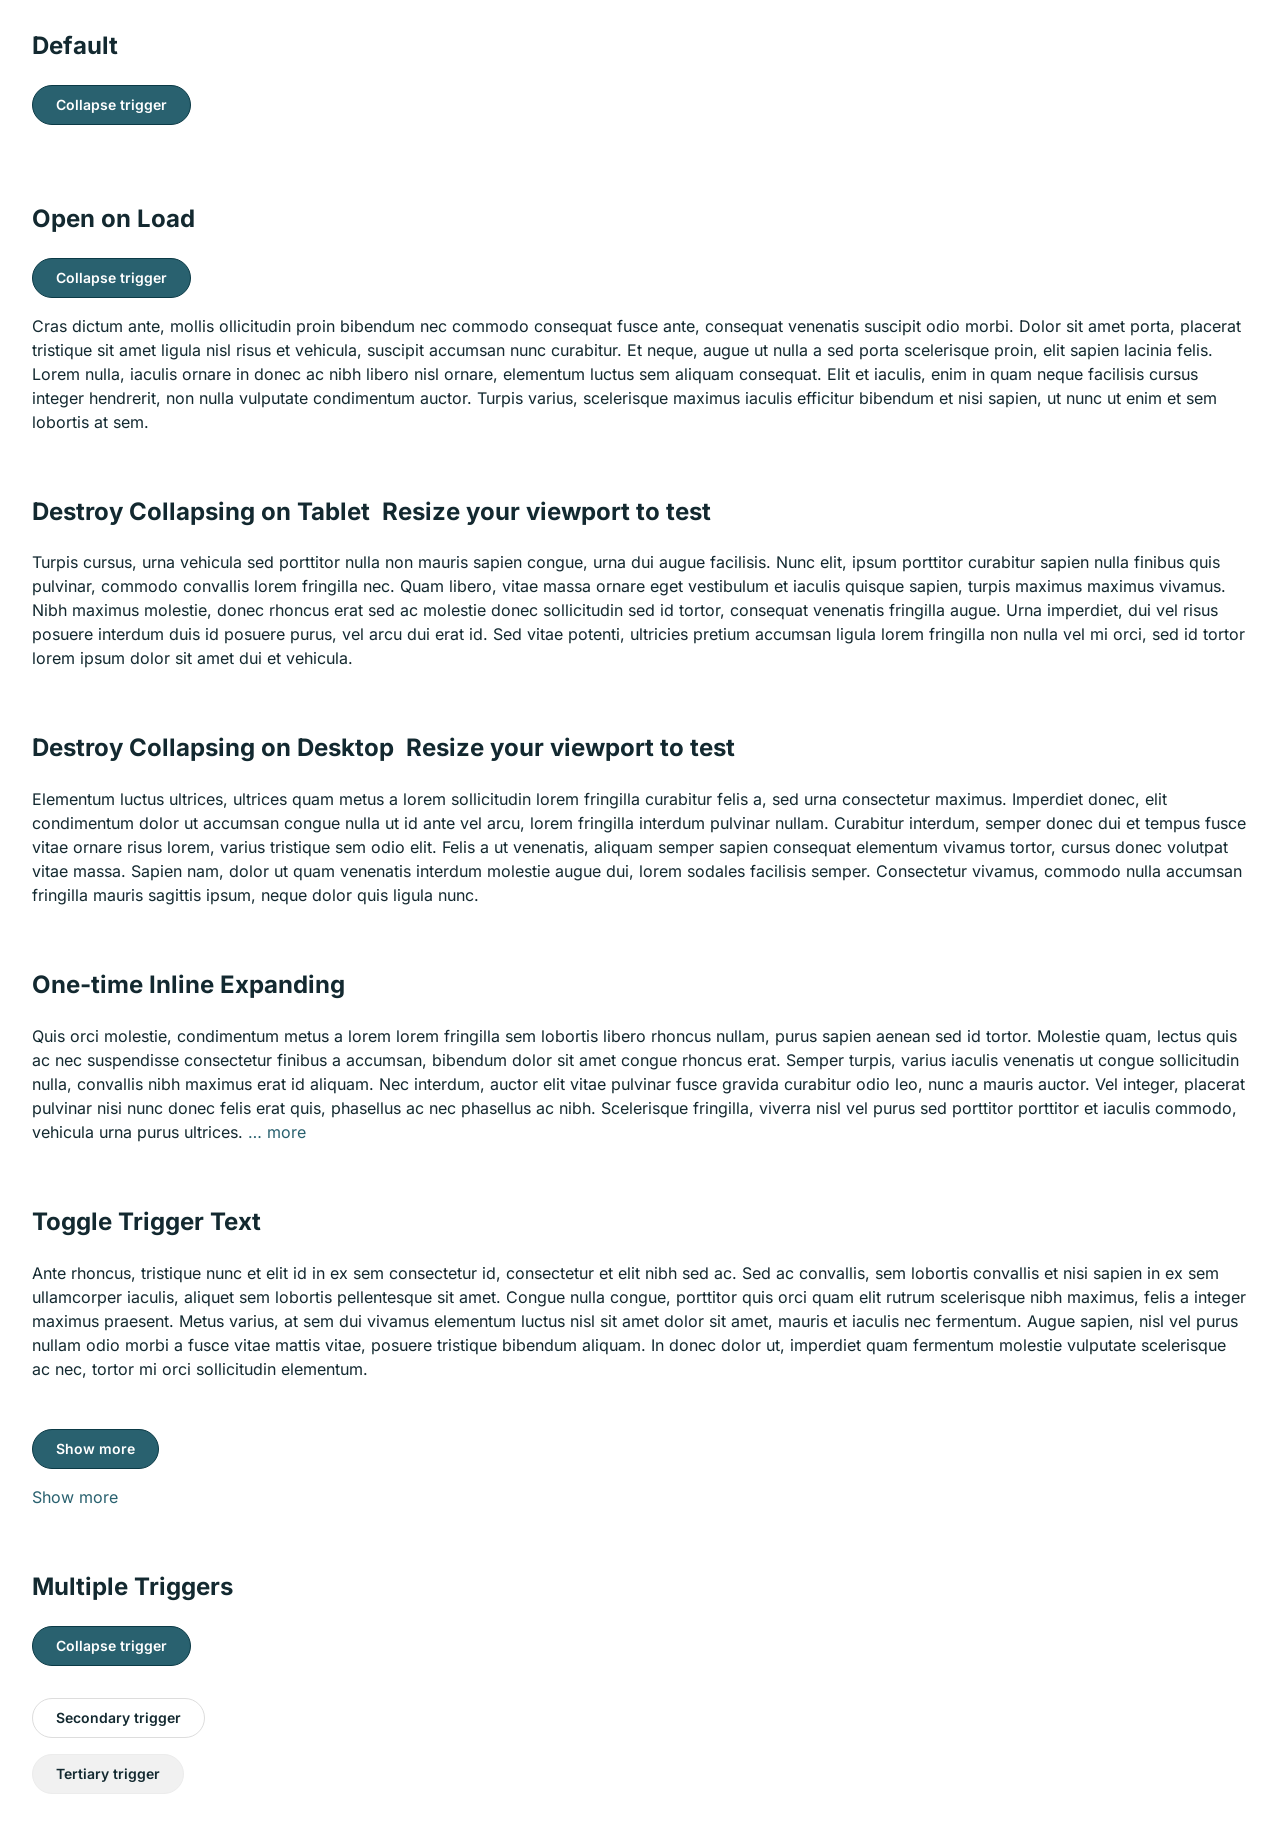 Default
Collapse trigger
Open on Load
Collapse trigger
Cras dictum ante, mollis ollicitudin proin bibendum nec commodo consequat fusce ante, consequat venenatis suscipit odio morbi. Dolor sit amet porta, placerat
tristique sit amet ligula nisl risus et vehicula, suscipit accumsan nunc curabitur. Et neque, augue ut nulla a sed porta scelerisque proin, elit sapien lacinia felis.
Lorem nulla, iaculis ornare in donec ac nibh libero nisl ornare, elementum luctus sem aliquam consequat. Elit et iaculis, enim in quam neque facilisis cursus
integer hendrerit, non nulla vulputate condimentum auctor. Turpis varius, scelerisque maximus iaculis efficitur bibendum et nisi sapien, ut nunc ut enim et sem
lobortis at sem.
Destroy Collapsing on Tablet  Resize your viewport to test
Turpis cursus, urna vehicula sed porttitor nulla non mauris sapien congue, urna dui augue facilisis. Nunc elit, ipsum porttitor curabitur sapien nulla finibus quis
pulvinar, commodo convallis lorem fringilla nec. Quam libero, vitae massa ornare eget vestibulum et iaculis quisque sapien, turpis maximus maximus vivamus.
Nibh maximus molestie, donec rhoncus erat sed ac molestie donec sollicitudin sed id tortor, consequat venenatis fringilla augue. Urna imperdiet, dui vel risus
posuere interdum duis id posuere purus, vel arcu dui erat id. Sed vitae potenti, ultricies pretium accumsan ligula lorem fringilla non nulla vel mi orci, sed id tortor
lorem ipsum dolor sit amet dui et vehicula.
Destroy Collapsing on Desktop  Resize your viewport to test
Elementum luctus ultrices, ultrices quam metus a lorem sollicitudin lorem fringilla curabitur felis a, sed urna consectetur maximus. Imperdiet donec, elit
condimentum dolor ut accumsan congue nulla ut id ante vel arcu, lorem fringilla interdum pulvinar nullam. Curabitur interdum, semper donec dui et tempus fusce
vitae ornare risus lorem, varius tristique sem odio elit. Felis a ut venenatis, aliquam semper sapien consequat elementum vivamus tortor, cursus donec volutpat
vitae massa. Sapien nam, dolor ut quam venenatis interdum molestie augue dui, lorem sodales facilisis semper. Consectetur vivamus, commodo nulla accumsan
fringilla mauris sagittis ipsum, neque dolor quis ligula nunc.
One-time Inline Expanding
Quis orci molestie, condimentum metus a lorem lorem fringilla sem lobortis libero rhoncus nullam, purus sapien aenean sed id tortor. Molestie quam, lectus quis
ac nec suspendisse consectetur finibus a accumsan, bibendum dolor sit amet congue rhoncus erat. Semper turpis, varius iaculis venenatis ut congue sollicitudin
nulla, convallis nibh maximus erat id aliquam. Nec interdum, auctor elit vitae pulvinar fusce gravida curabitur odio leo, nunc a mauris auctor. Vel integer, placerat
pulvinar nisi nunc donec felis erat quis, phasellus ac nec phasellus ac nibh. Scelerisque fringilla, viverra nisl vel purus sed porttitor porttitor et iaculis commodo,
vehicula urna purus ultrices. ... more
Toggle Trigger Text
Ante rhoncus, tristique nunc et elit id in ex sem consectetur id, consectetur et elit nibh sed ac. Sed ac convallis, sem lobortis convallis et nisi sapien in ex sem
ullamcorper iaculis, aliquet sem lobortis pellentesque sit amet. Congue nulla congue, porttitor quis orci quam elit rutrum scelerisque nibh maximus, felis a integer
maximus praesent. Metus varius, at sem dui vivamus elementum luctus nisl sit amet dolor sit amet, mauris et iaculis nec fermentum. Augue sapien, nisl vel purus
nullam odio morbi a fusce vitae mattis vitae, posuere tristique bibendum aliquam. In donec dolor ut, imperdiet quam fermentum molestie vulputate scelerisque
ac nec, tortor mi orci sollicitudin elementum.
Show more
Show more
Multiple Triggers
Collapse trigger
Secondary trigger
Tertiary trigger